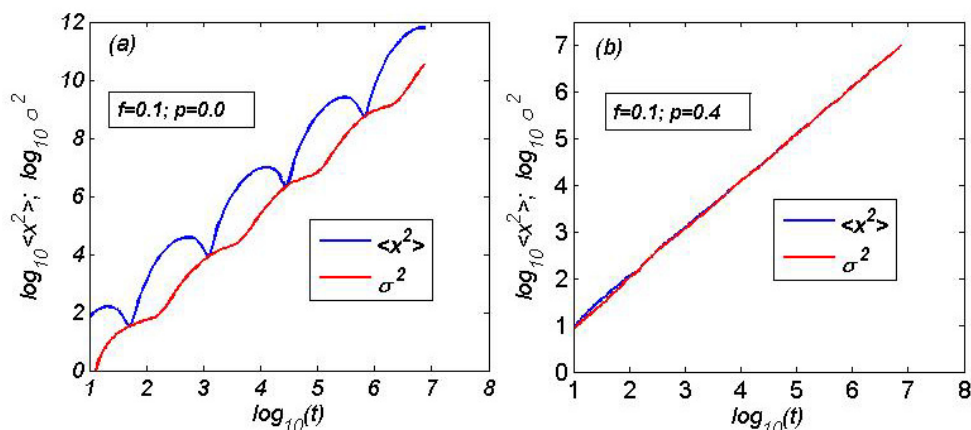 (a)
f=0.1; p=0.0
log10<x²>; log10 σ²
12
10
8
6
4
2
0
<x²>
σ²
1 2 3 4 5 6 7 8
log10(t)
(b)
f=0.1; p=0.4
log10<x²>; log10 σ²
7
6
5
4
3
2
1
0
<x²>
σ²
1 2 3 4 5 6 7 8
log10(t)